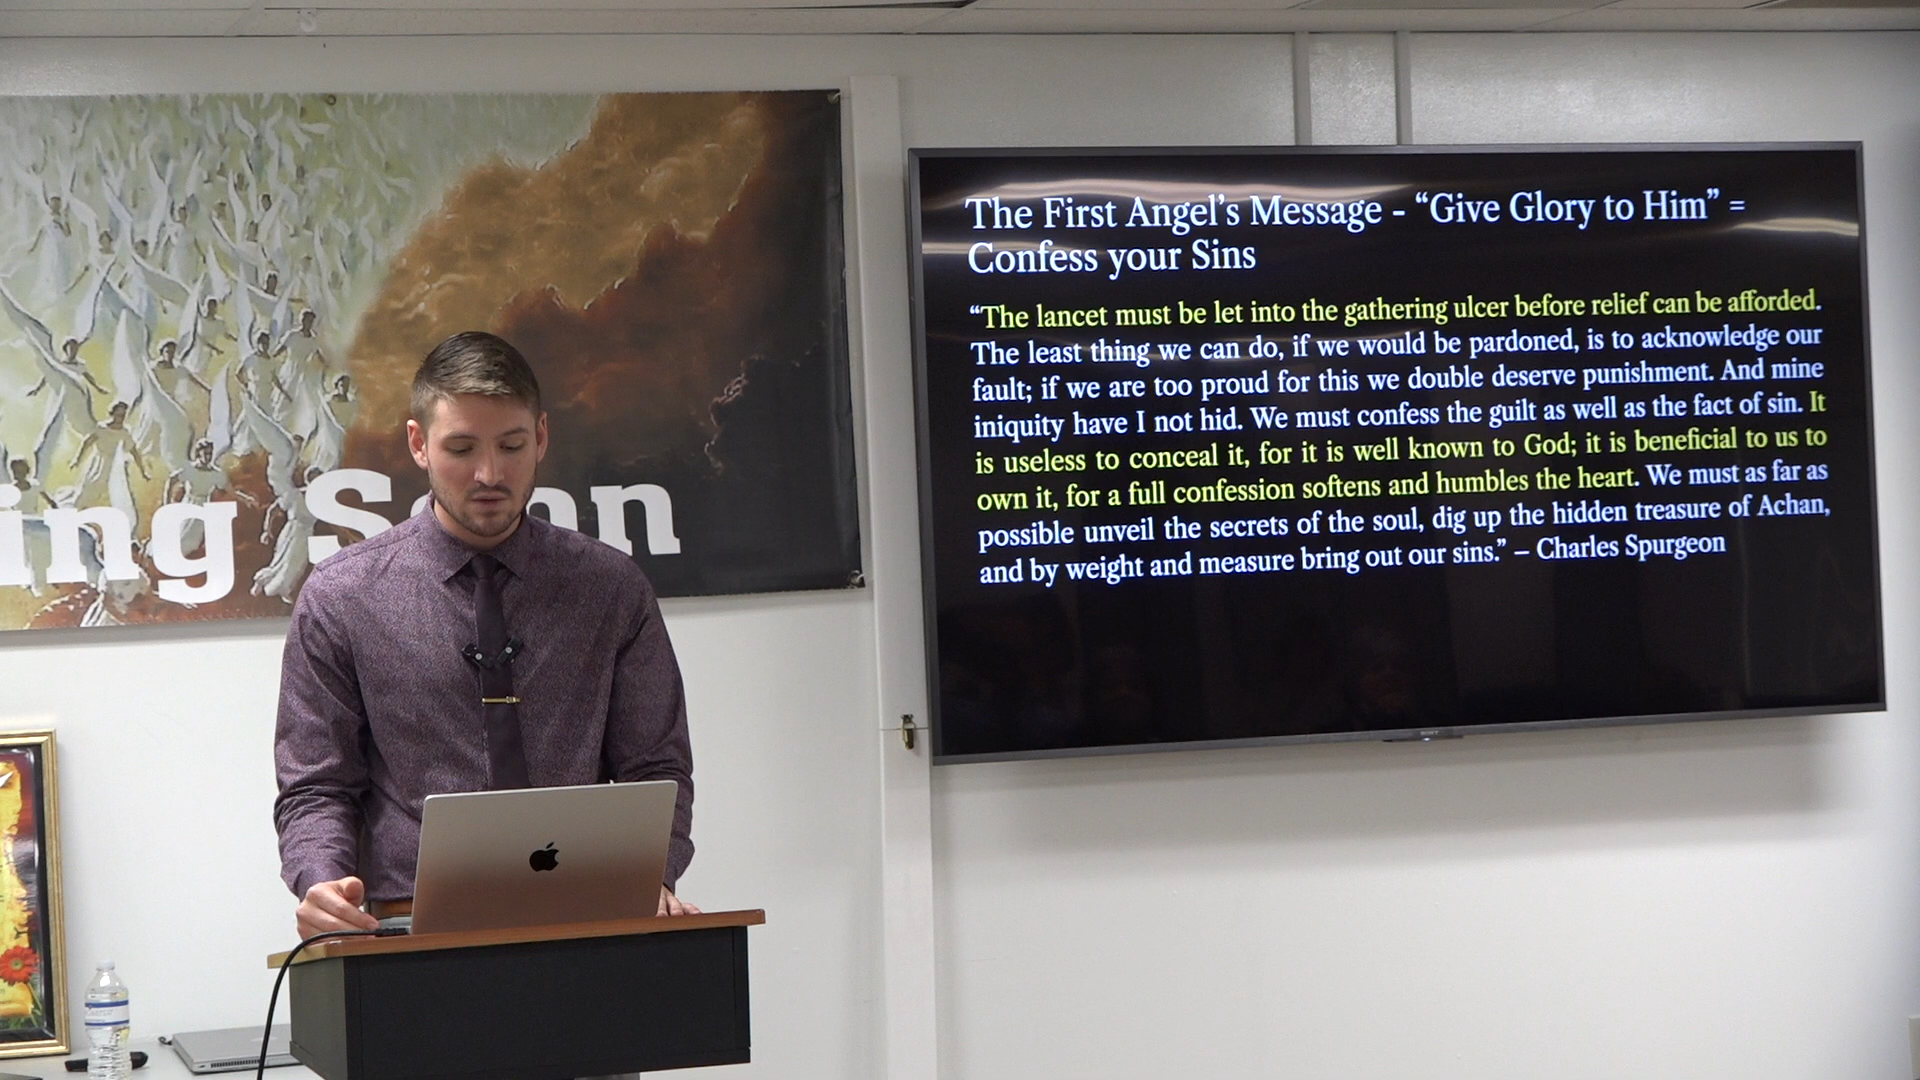 ing Soon
The First Angel’s Message - “Give Glory to Him” =
Confess your Sins
“The lancet must be let into the gathering ulcer before relief can be afforded.
The least thing we can do, if we would be pardoned, is to acknowledge our
fault; if we are too proud for this we double deserve punishment. And mine
iniquity have I not hid. We must confess the guilt as well as the fact of sin. It
is useless to conceal it, for it is well known to God; it is beneficial to us to
own it, for a full confession softens and humbles the heart. We must as far as
possible unveil the secrets of the soul, dig up the hidden treasure of Achan,
and by weight and measure bring out our sins.” – Charles Spurgeon
SONY